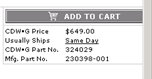 ADD TO CART
CDW•G Price $649.00
Usually Ships Same Day
CDW•G Part No. 324029
Mfg. Part No. 230398-001